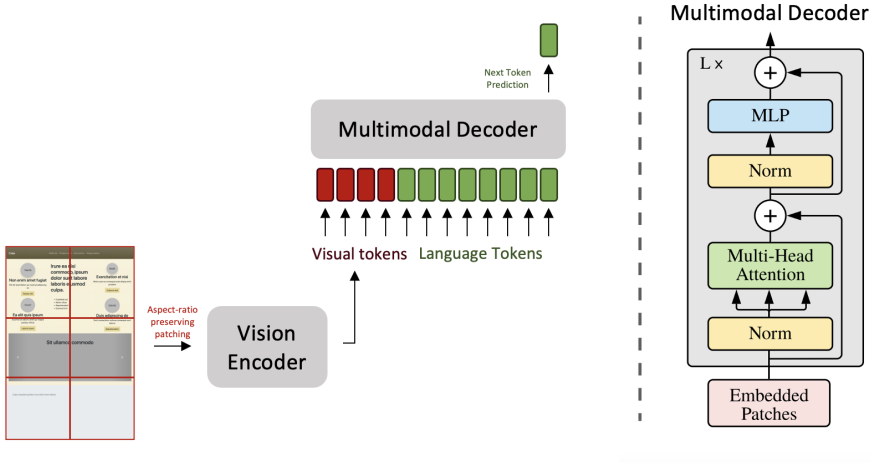 Multimodal Decoder
L ×
+
MLP
Norm
+
Multi-Head
Attention
Norm
Embedded
Patches
Next Token
Prediction
Multimodal Decoder
Visual tokens
Language Tokens
Aspect-ratio
preserving
patching
Vision
Encoder
Non anim amet fugiat
Irure ea nisi
commodo, ipsum
dolor sunt labore
laboris eiusmod
culpa.
Exercitation et nisi
Ea elit quis ipsum
Duis adipiscing do
Sit ullamco commodo